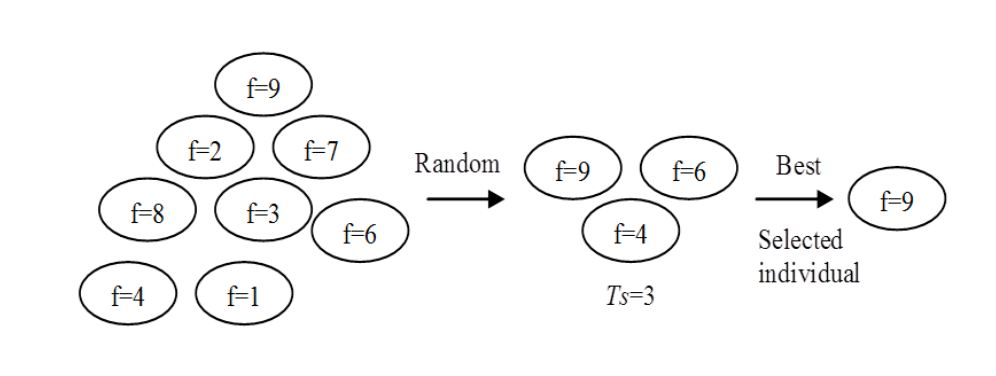 f=9
f=2
f=7
f=8
f=3
f=6
f=4
f=1
Random
f=9
f=6
f=4
Ts=3
Best
Selected
individual
f=9